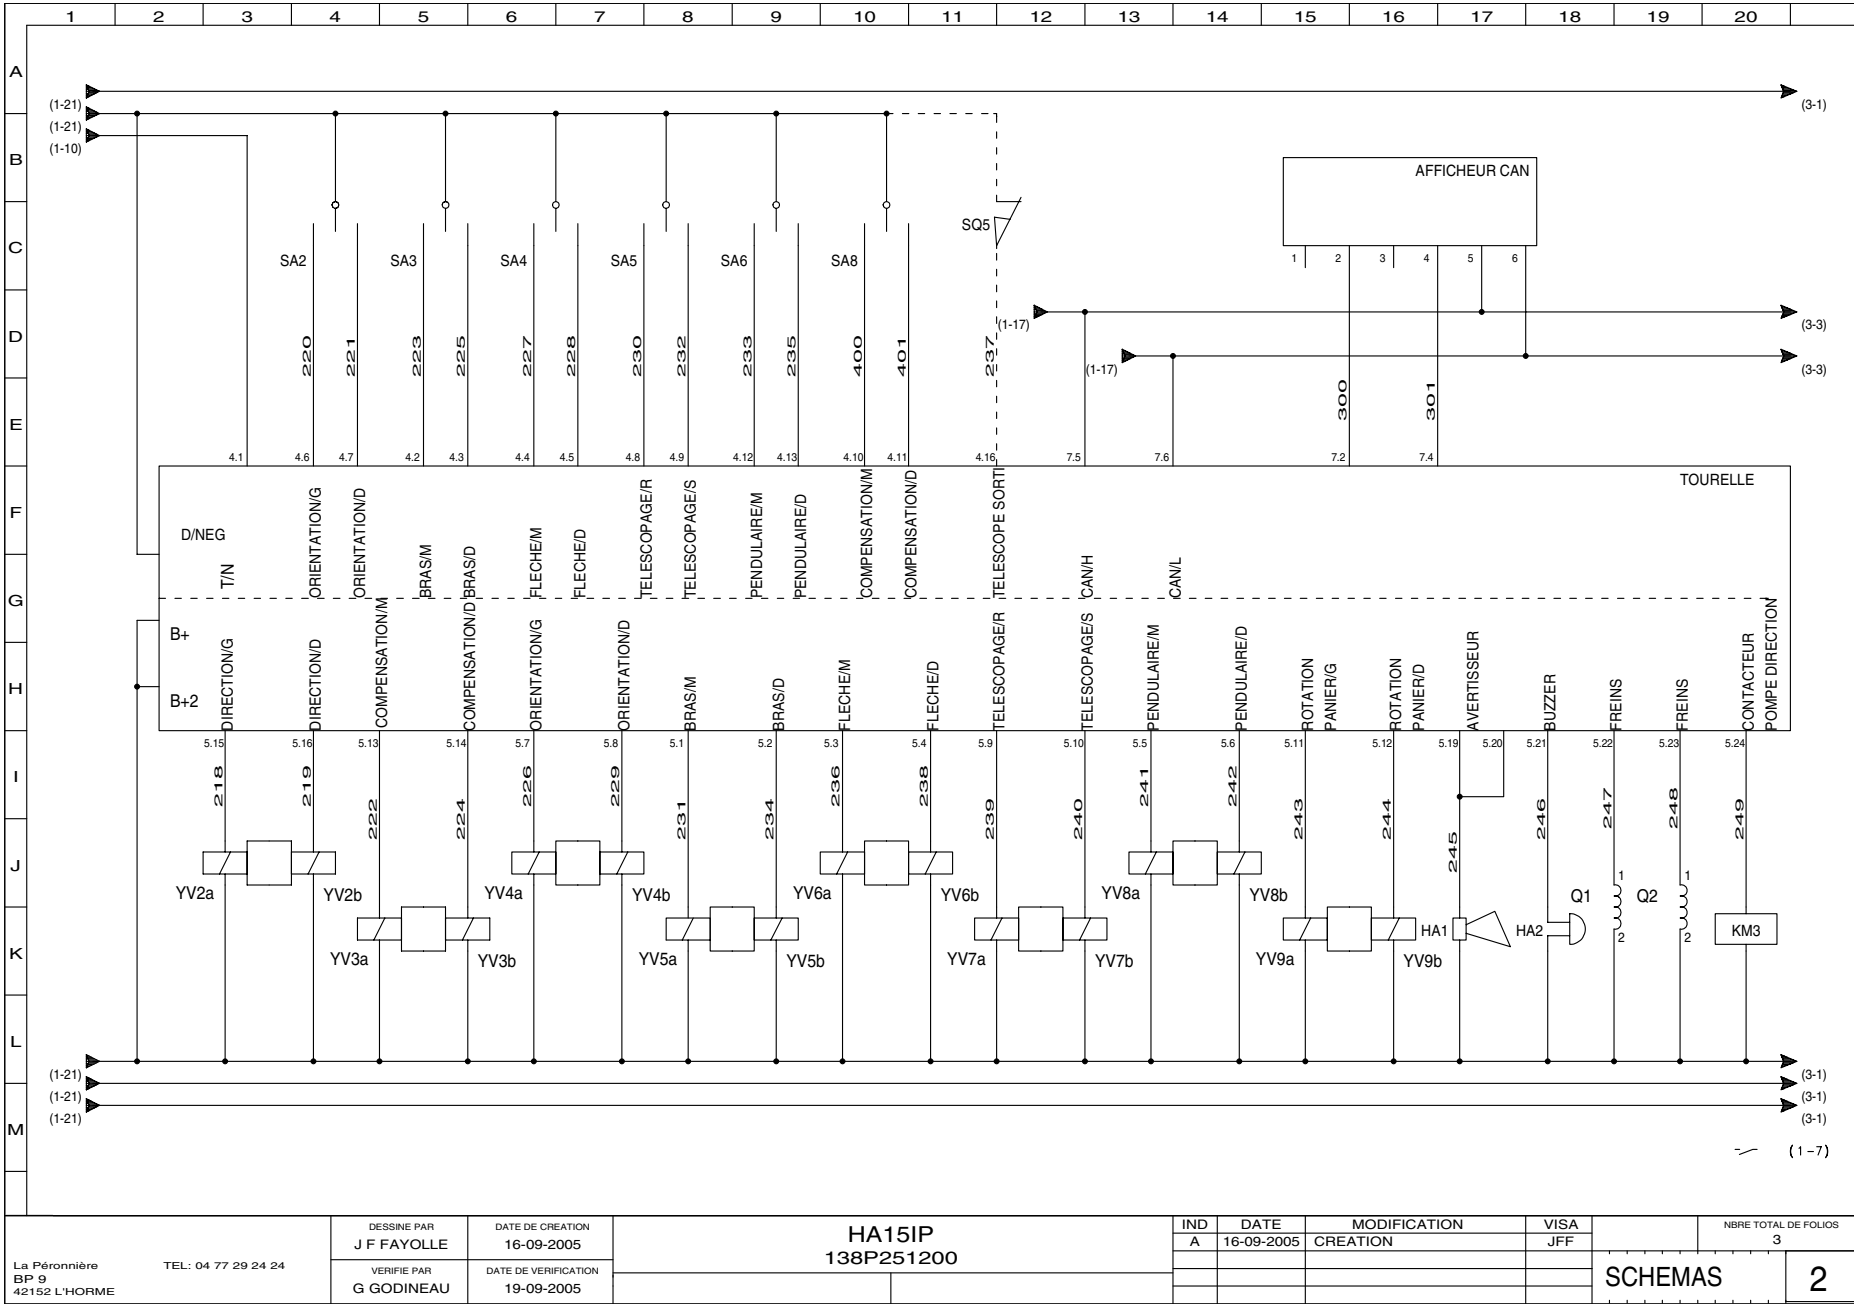 1 2 3 4 5 6 7 8 9 10 11 12 13 14 15 16 17 18 19 20
A
B
C
D
E
F
G
H
I
J
K
L
M
(1-21)
(1-21)
(1-10)
(3-1)
AFFICHEUR CAN
1 2 3 4 5 6
SQ5
SA2 SA3 SA4 SA5 SA6 SA8
(1-17) (3-3)
(1-17) (3-3)
220 221 223 225 227 228 230 232 233 235 400 401 237
300 301
4.1 4.6 4.7 4.2 4.3 4.4 4.5 4.8 4.9 4.12 4.13 4.10 4.11 4.16 7.5 7.6 7.2 7.4
TOURELLE
D/NEG
T/N
ORIENTATION/G
ORIENTATION/D
BRAS/M
BRAS/D
FLECHE/M
FLECHE/D
TELESCOPAGE/R
TELESCOPAGE/S
PENDULAIRE/M
PENDULAIRE/D
COMPENSATION/M
COMPENSATION/D
TELESCOPE SORTI
CAN/H
CAN/L
B+
B+2
DIRECTION/G
DIRECTION/D
COMPENSATION/M
COMPENSATION/D
ORIENTATION/G
ORIENTATION/D
BRAS/M
BRAS/D
FLECHE/M
FLECHE/D
TELESCOPAGE/R
TELESCOPAGE/S
PENDULAIRE/M
PENDULAIRE/D
ROTATION
PANIER/G
ROTATION
PANIER/D
AVERTISSEUR
BUZZER
FREINS
FREINS
CONTACTEUR
POMPE DIRECTION
5.15 5.16 5.13 5.14 5.7 5.8 5.1 5.2 5.3 5.4 5.9 5.10 5.5 5.6 5.11 5.12 5.19 5.20 5.21 5.22 5.23 5.24
218 219 222 224 226 229 231 234 236 238 239 240 241 242 243 244 245 246 247 248 249
YV2a YV2b YV4a YV4b YV6a YV6b YV8a YV8b Q1 1 2 Q2 1 2
YV3a YV3b YV5a YV5b YV7a YV7b YV9a YV9b HA1 HA2 KM3
(1-21) (3-1)
(1-21) (3-1)
(1-21) (3-1)
(1-7)
La Péronnière
BP 9
42152 L'HORME
TEL: 04 77 29 24 24
DESSINE PAR
J F FAYOLLE
VERIFIE PAR
G GODINEAU
DATE DE CREATION
16-09-2005
DATE DE VERIFICATION
19-09-2005
HA15IP
138P251200
IND DATE MODIFICATION VISA
A 16-09-2005 CREATION JFF
NBRE TOTAL DE FOLIOS
3
SCHEMAS
2